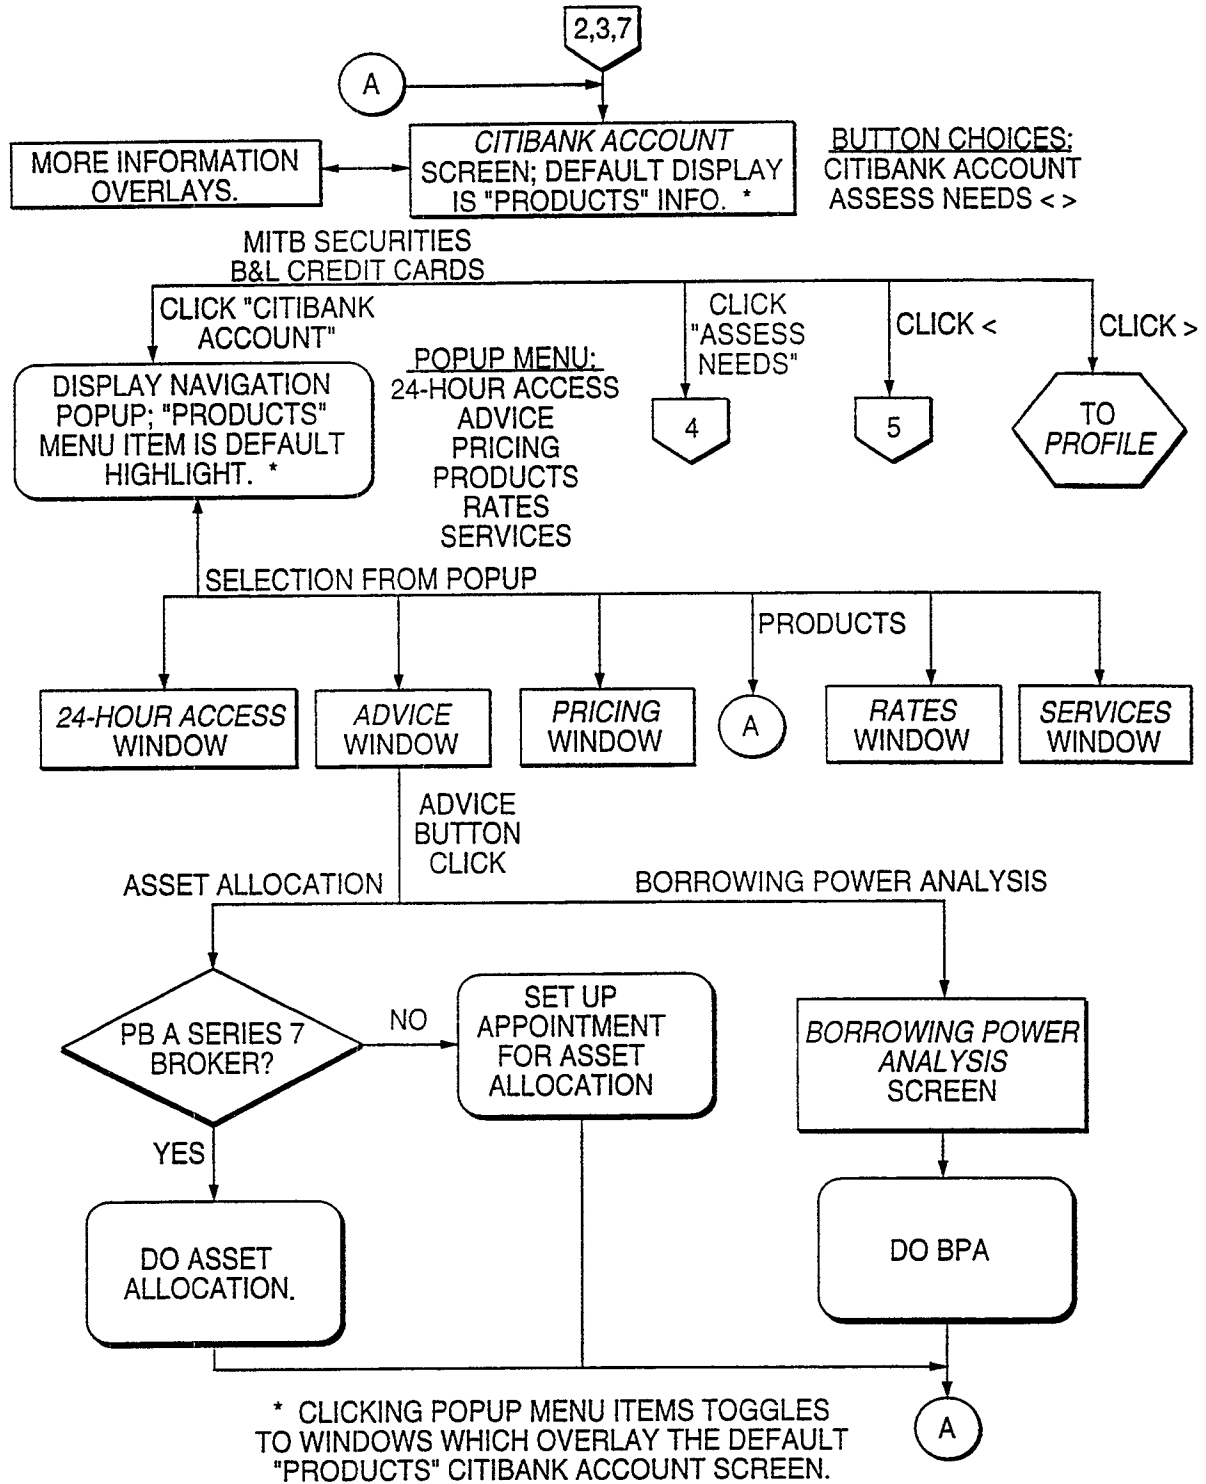 2,3,7
A
MORE INFORMATION
OVERLAYS.
CITIBANK ACCOUNT
SCREEN; DEFAULT DISPLAY
IS "PRODUCTS" INFO. *
BUTTON CHOICES:
CITIBANK ACCOUNT
ASSESS NEEDS < >
MITB SECURITIES
B&L CREDIT CARDS
CLICK "CITIBANK
ACCOUNT"
CLICK
"ASSESS
NEEDS"
CLICK <
CLICK >
DISPLAY NAVIGATION
POPUP; "PRODUCTS"
MENU ITEM IS DEFAULT
HIGHLIGHT. *
POPUP MENU:
24-HOUR ACCESS
ADVICE
PRICING
PRODUCTS
RATES
SERVICES
4
5
TO
PROFILE
SELECTION FROM POPUP
PRODUCTS
24-HOUR ACCESS
WINDOW
ADVICE
WINDOW
PRICING
WINDOW
A
RATES
WINDOW
SERVICES
WINDOW
ADVICE
BUTTON
CLICK
ASSET ALLOCATION
BORROWING POWER ANALYSIS
PB A SERIES 7
BROKER?
NO
SET UP
APPOINTMENT
FOR ASSET
ALLOCATION
BORROWING POWER
ANALYSIS
SCREEN
YES
DO ASSET
ALLOCATION.
DO BPA
A
* CLICKING POPUP MENU ITEMS TOGGLES
TO WINDOWS WHICH OVERLAY THE DEFAULT
"PRODUCTS" CITIBANK ACCOUNT SCREEN.